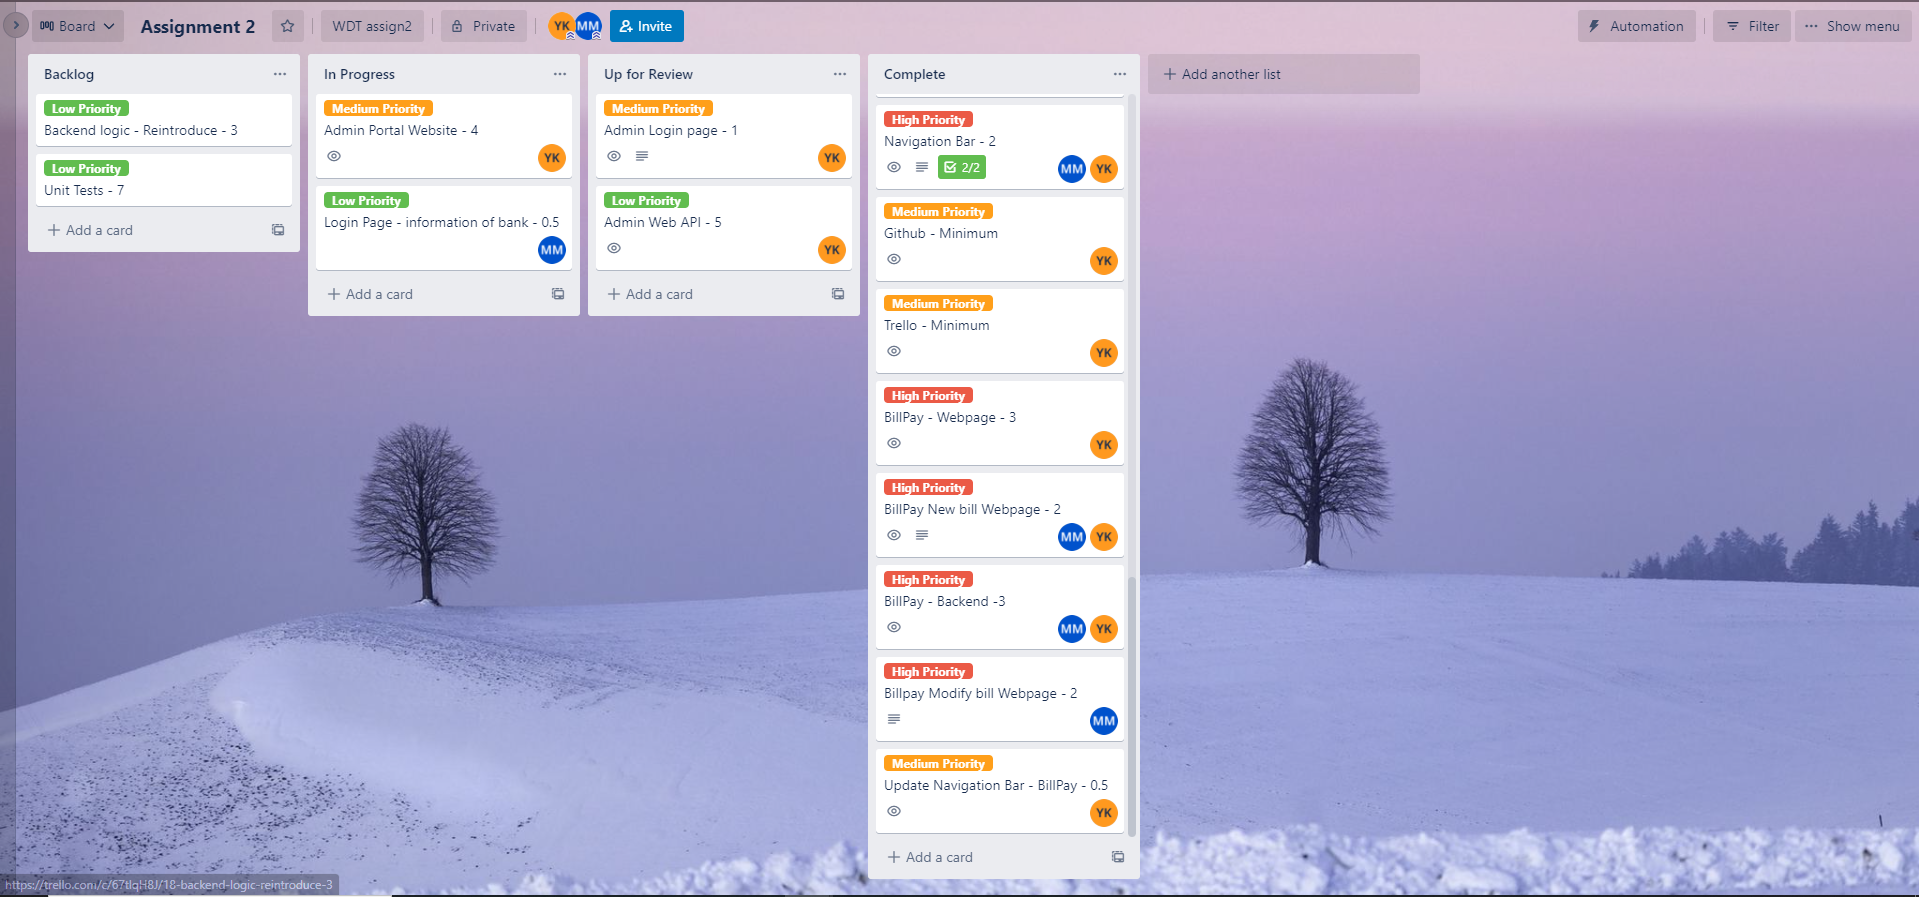 Board
Assignment 2
WDT assign2
Private
YK
MM
Invite
Automation
Filter
Show menu
Backlog
Low Priority
Backend logic - Reintroduce - 3
Low Priority
Unit Tests - 7
Add a card
In Progress
Medium Priority
Admin Portal Website - 4
YK
Low Priority
Login Page - information of bank - 0.5
MM
Add a card
Up for Review
Medium Priority
Admin Login page - 1
YK
Low Priority
Admin Web API - 5
YK
Add a card
Complete
High Priority
Navigation Bar - 2
2/2
MM YK
Medium Priority
Github - Minimum
YK
Medium Priority
Trello - Minimum
YK
High Priority
BillPay - Webpage - 3
YK
High Priority
BillPay New bill Webpage - 2
MM YK
High Priority
BillPay - Backend -3
MM YK
High Priority
Billpay Modify bill Webpage - 2
MM
Medium Priority
Update Navigation Bar - BillPay - 0.5
YK
Add a card
Add another list
https://trello.com/c/67tlqH8J/18-backend-logic-reintroduce-3